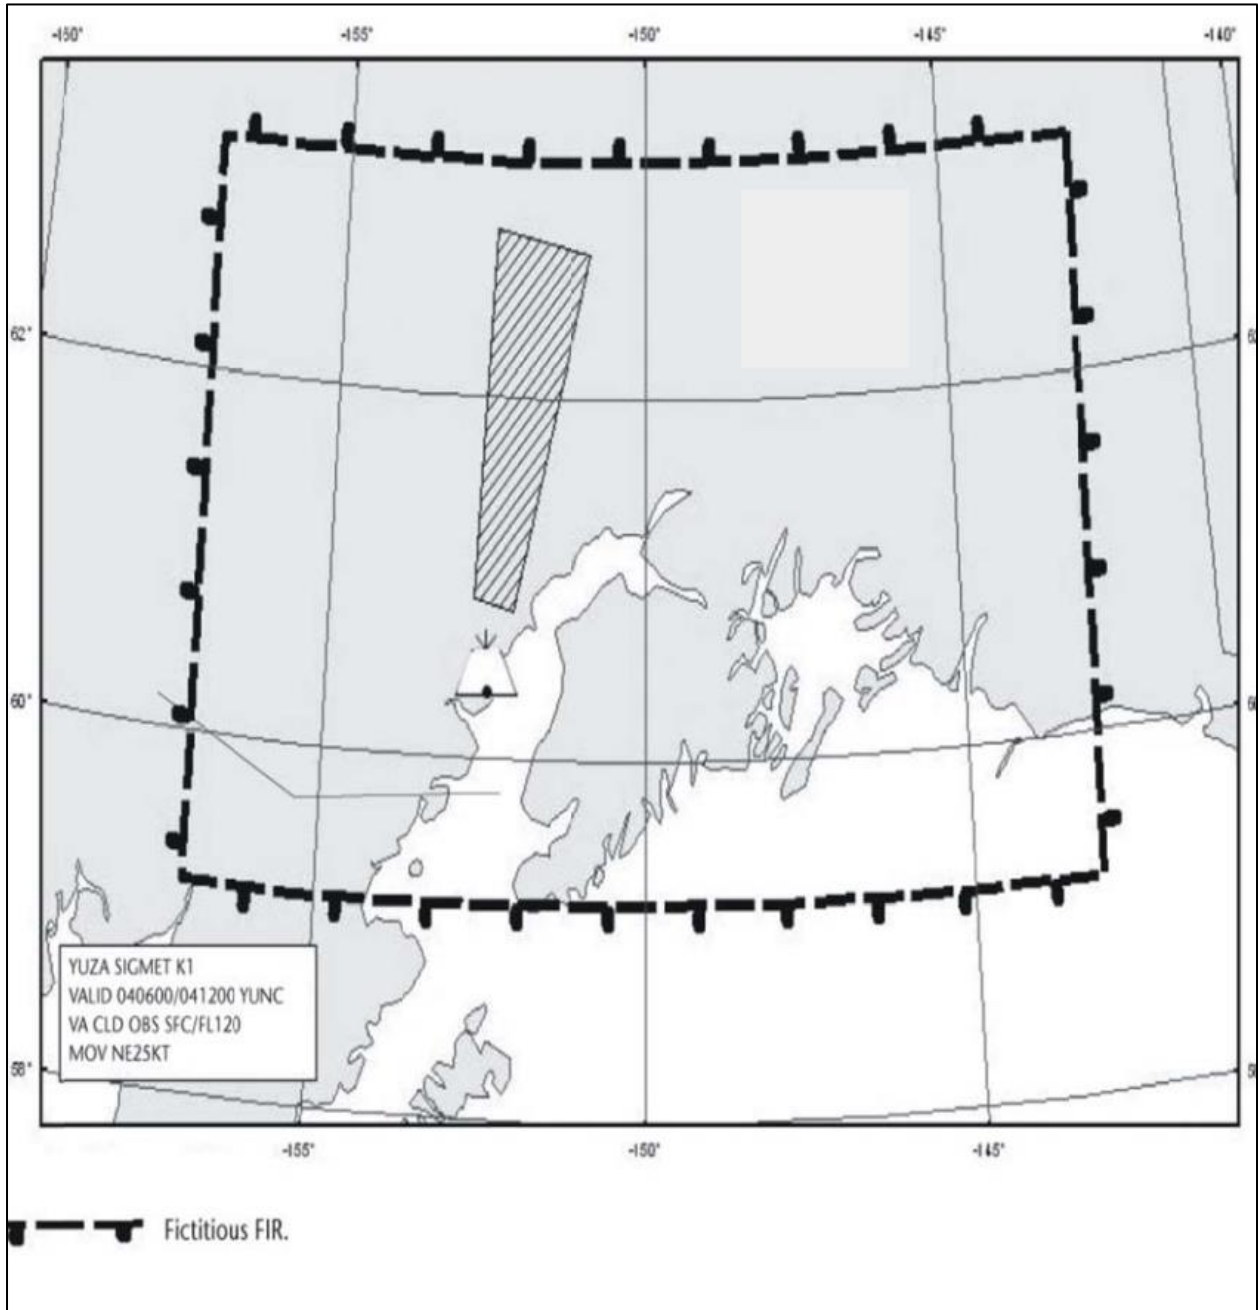 -160° -155° -150° -145° -140°
62°
60°
58°
YUZA SIGMET K1
VALID 040600/041200 YUNC
VA CLD OBS SFC/FL120
MOV NE25KT
-155° -150° -145°
Fictitious FIR.